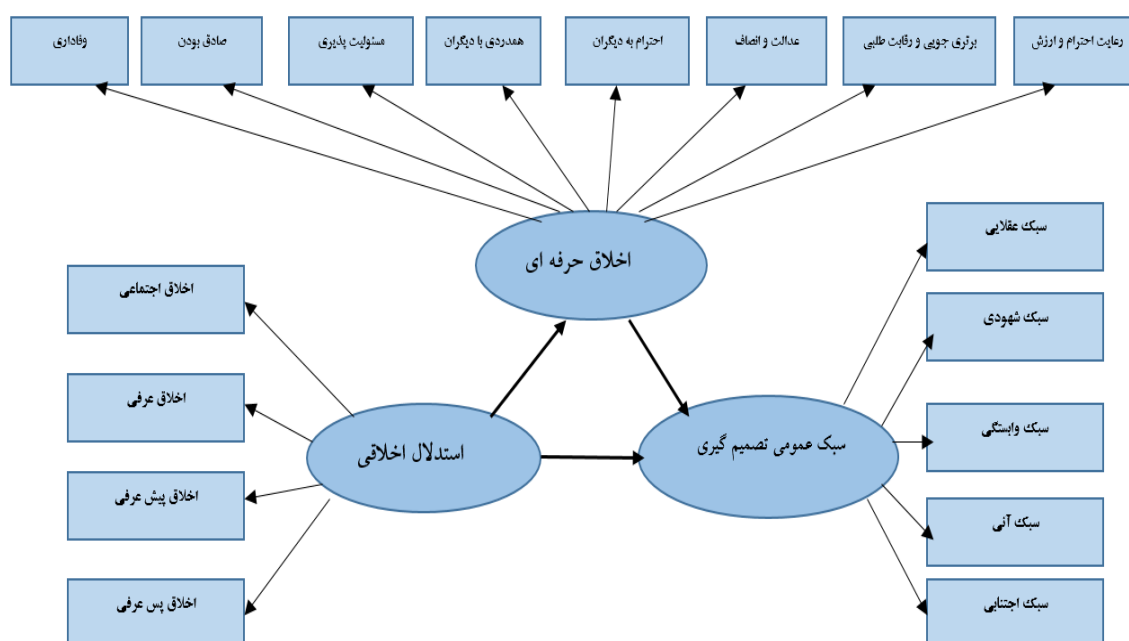 رعایت احترام و ارزش
برتری جویی و رقابت طلبی
عدالت و انصاف
احترام به دیگران
همدردی با دیگران
مسئولیت پذیری
صادق بودن
وفاداری
اخلاق حرفه ای
سبک عقلایی
سبک شهودی
سبک وابستگی
سبک آنی
سبک اجتنابی
سبک عمومی تصمیم گیری
استدلال اخلاقی
اخلاق اجتماعی
اخلاق عرفی
اخلاق پیش عرفی
اخلاق پس عرفی